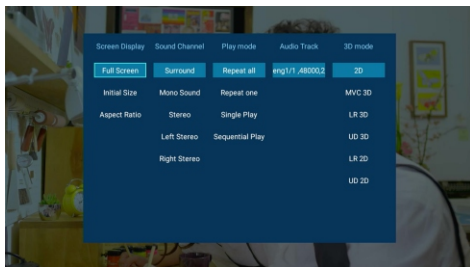 Screen Display Sound Channel Play mode Audio Track 3D mode
Full Screen Surround Repeat all eng1/1 ,48000,2 2D
Initial Size Mono Sound Repeat one MVC 3D
Aspect Ratio Stereo Single Play LR 3D
Left Stereo Sequential Play UD 3D
Right Stereo LR 2D
UD 2D